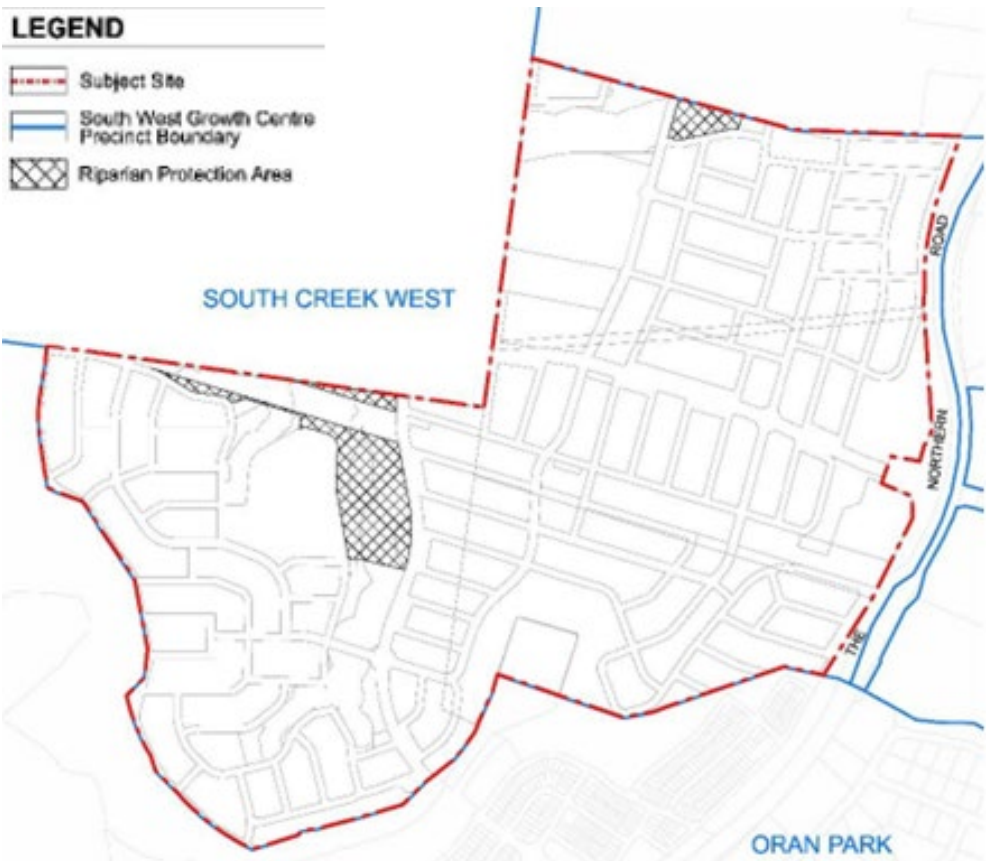 LEGEND
Subject Site
South West Growth Centre
Precinct Boundary
Riparian Protection Area
SOUTH CREEK WEST
THE
NORTHERN
ROAD
ORAN PARK